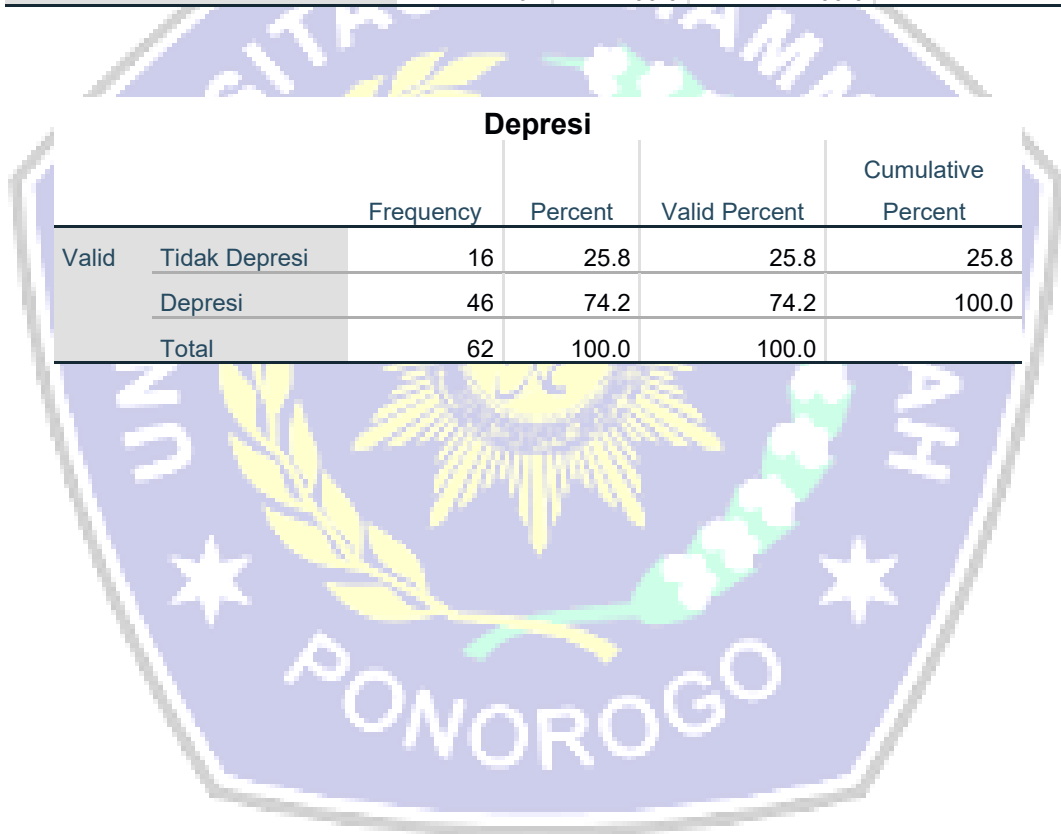 Depresi
Cumulative
Frequency Percent Valid Percent Percent
Valid Tidak Depresi 16 25.8 25.8 25.8
Depresi 46 74.2 74.2 100.0
Total 62 100.0 100.0
PONOROGO